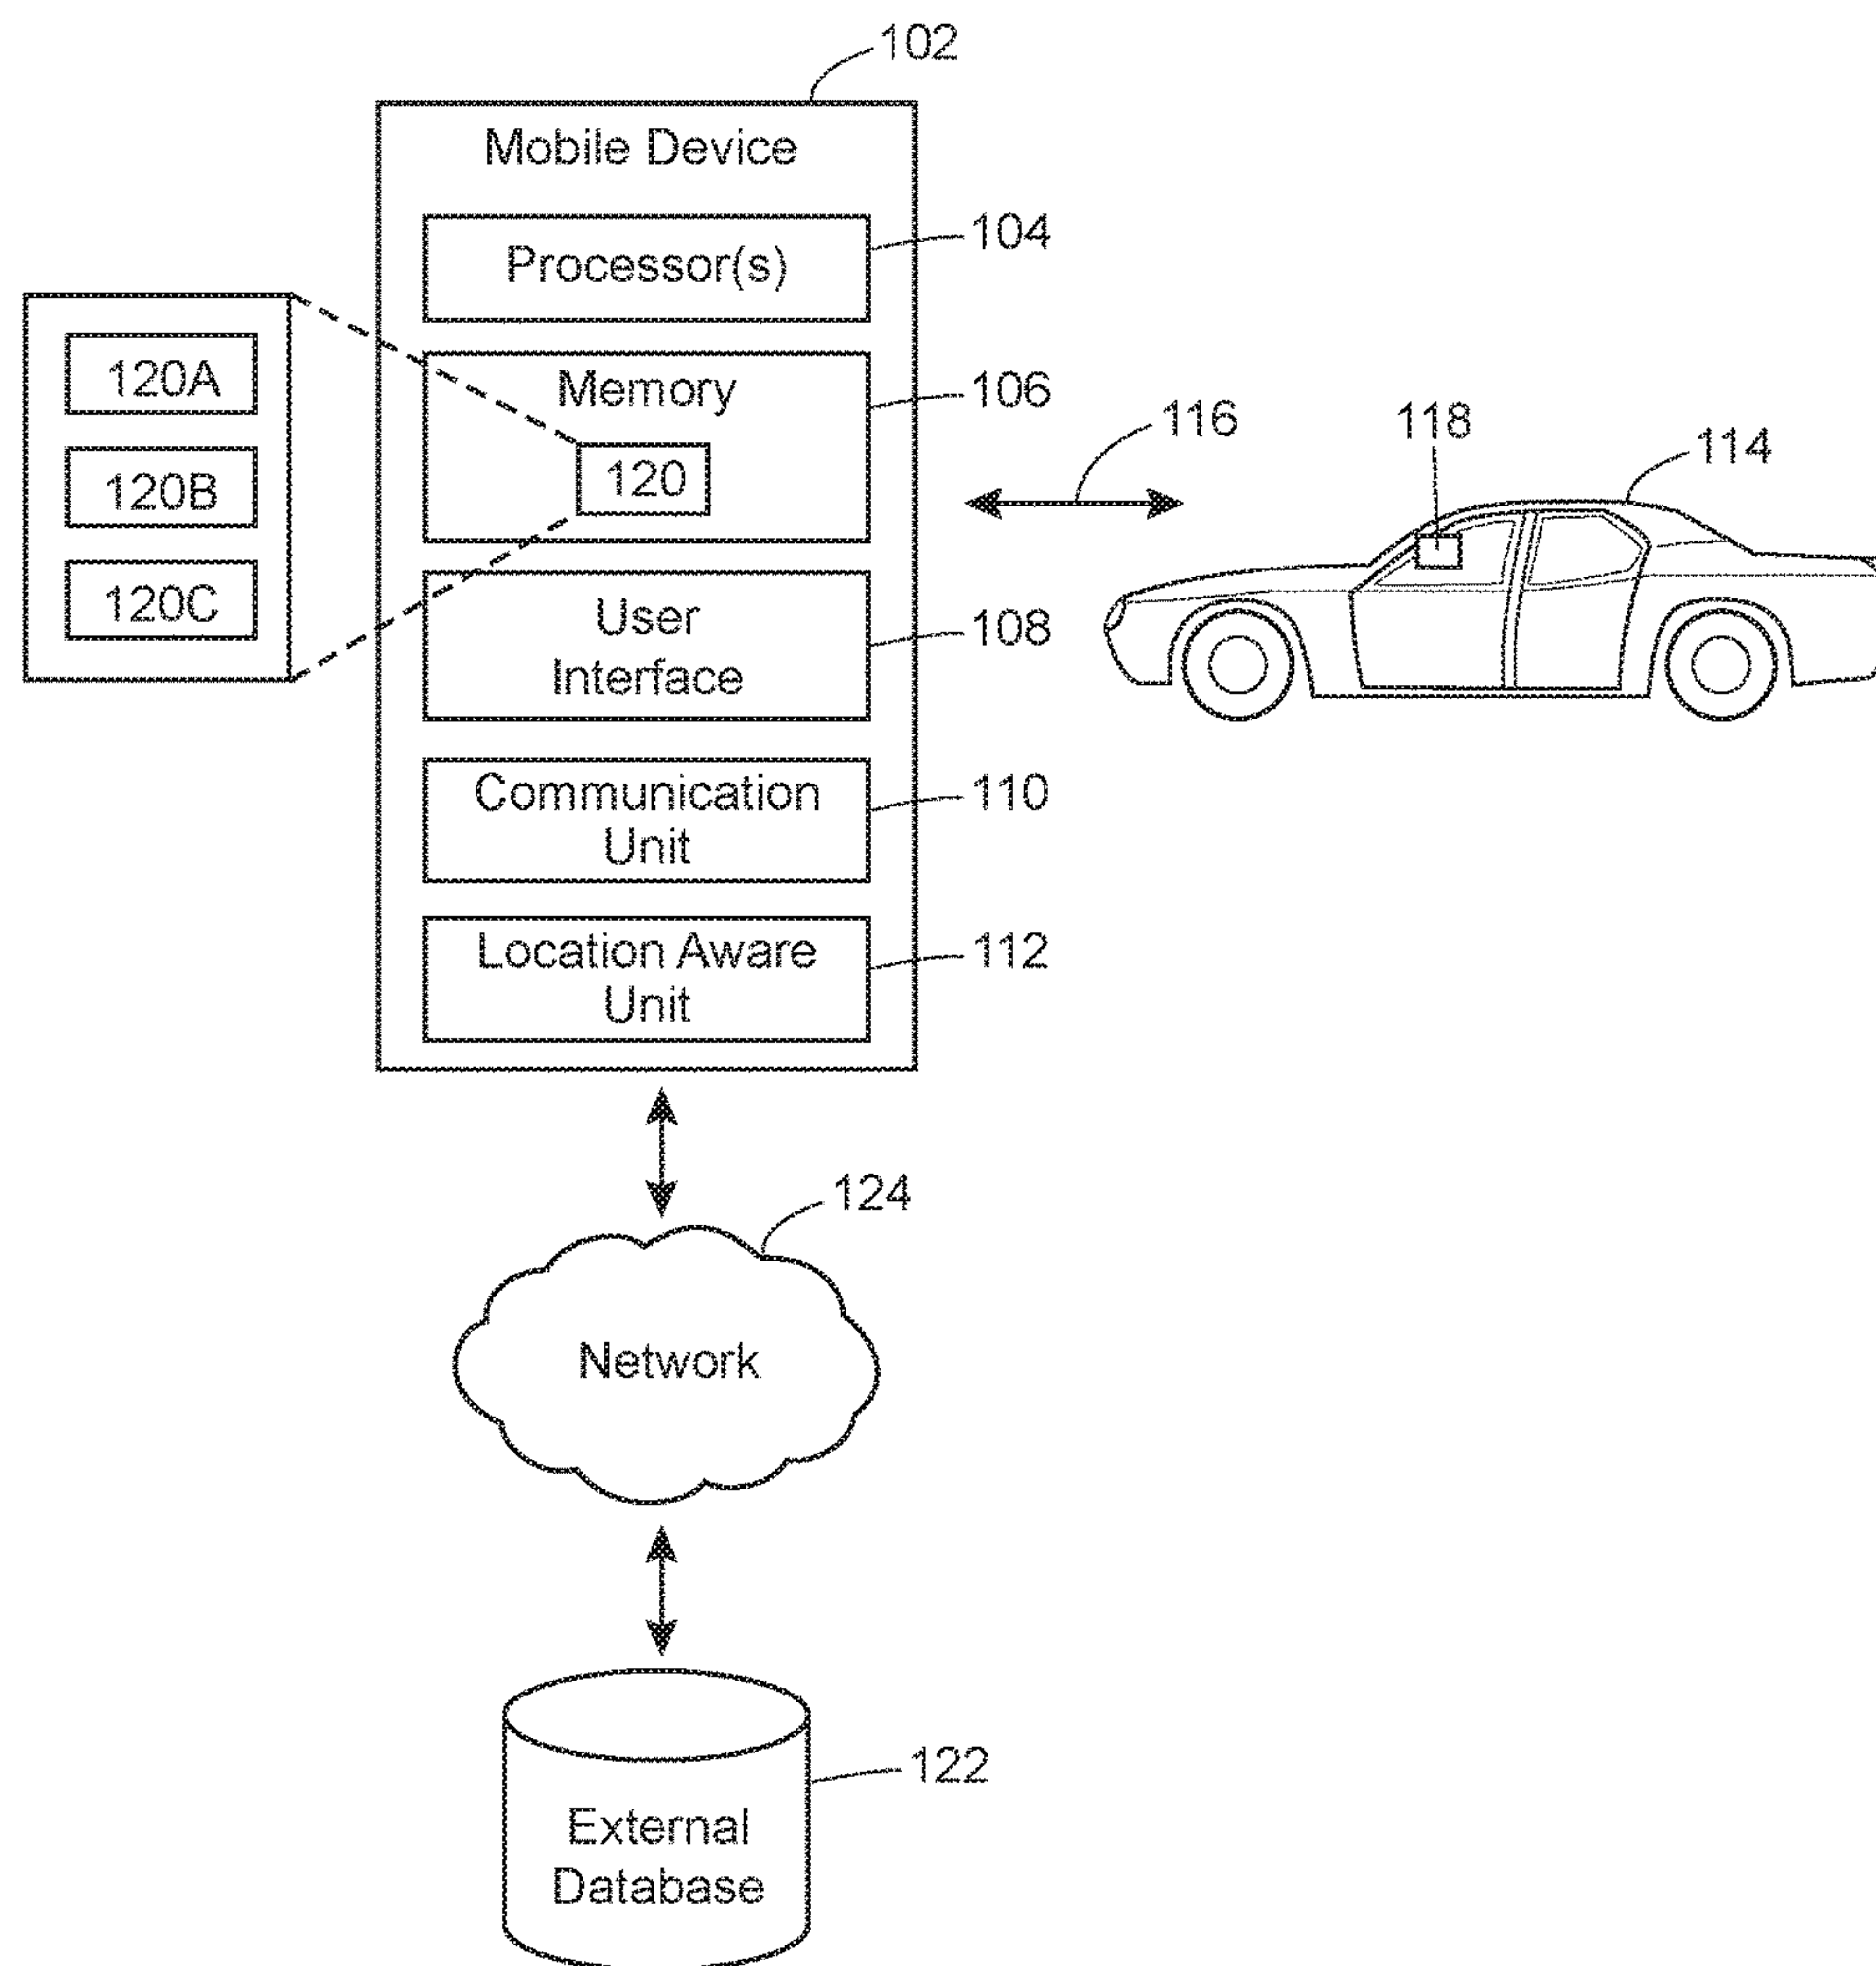 102
Mobile Device
104
Processor(s)
120A
Memory
106
116
118
114
120B
120
120C
User
Interface
108
Communication
Unit
110
Location Aware
Unit
112
124
Network
122
External
Database